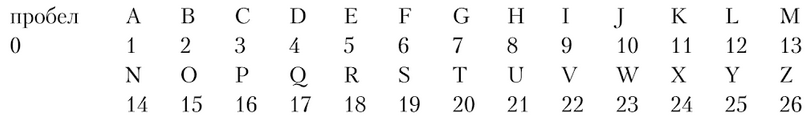 пробел A B C D E F G H I J K L M
0 1 2 3 4 5 6 7 8 9 10 11 12 13
N O P Q R S T U V W X Y Z
14 15 16 17 18 19 20 21 22 23 24 25 26